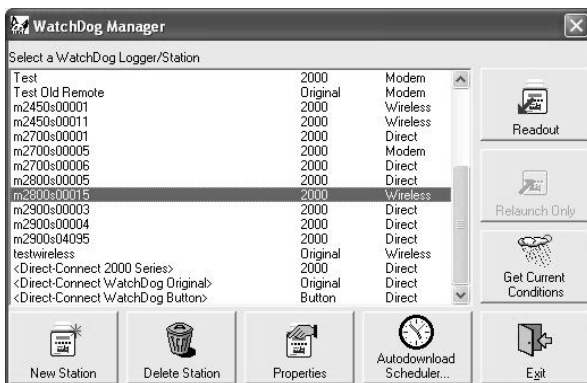 WatchDog Manager
Select a WatchDog Logger/Station
Test 2000 Modem
Test Old Remote Original Modem
m2450s00001 2000 Wireless
m2450s00011 2000 Wireless
m2700s00001 2000 Direct
m2700s00005 2000 Modem
m2700s00006 2000 Direct
m2800s00005 2000 Direct
m2800s00015 2000 Wireless
m2900s00003 2000 Direct
m2900s00004 2000 Direct
m2900s04095 2000 Direct
testwireless Original Wireless
<Direct-Connect 2000 Series> 2000 Direct
<Direct-Connect WatchDog Original> Original Direct
<Direct-Connect WatchDog Button> Button Direct
Readout
Relaunch Only
Get Current
Conditions
New Station
Delete Station
Properties
Autodownload
Scheduler...
Exit